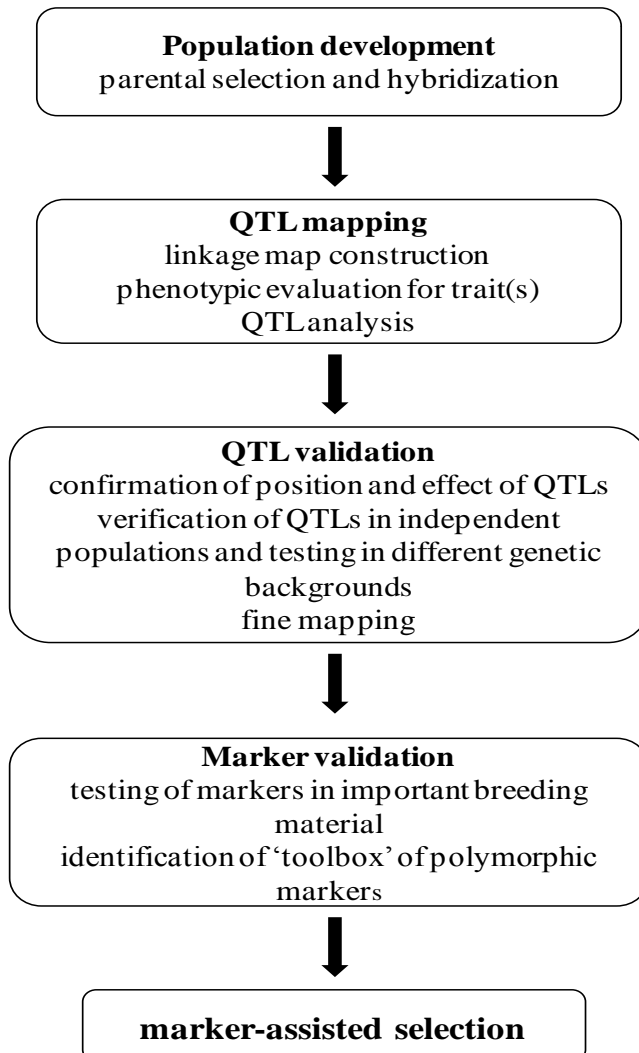 Population development
parental selection and hybridization
QTL mapping
linkage map construction
phenotypic evaluation for trait(s)
QTL analysis
QTL validation
confirmation of position and effect of QTLs
verification of QTLs in independent
populations and testing in different genetic
backgrounds
fine mapping
Marker validation
testing of markers in important breeding
material
identification of ‘toolbox’ of polymorphic
markers
marker-assisted selection